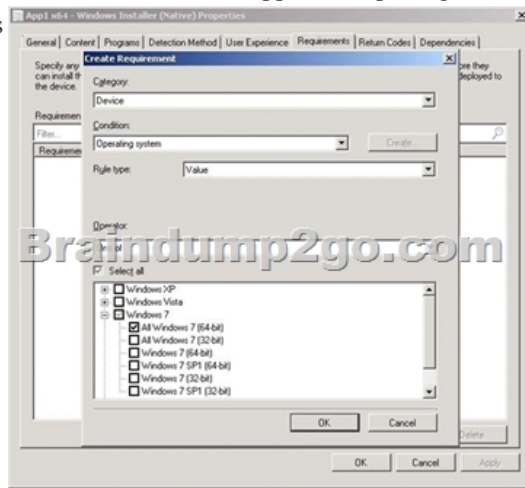 s
App1 x64 - Windows Installer (Native) Properties
General | Content | Programs | Detection Method | User Experience | Requirements | Return Codes | Dependencies
Specify any
can install th
the device.
ore they
deployed to
Requiremen
Filter...
Requireme
Create Requirement
Category:
Device
Condition:
Operating system
Create...
Rule type:
Value
Operator:
Braindump2go.com
Select all
Windows XP
Windows Vista
Windows 7
All Windows 7 (64-bit)
All Windows 7 (32-bit)
Windows 7 (64-bit)
Windows 7 SP1 (64-bit)
Windows 7 (32-bit)
Windows 7 SP1 (32-bit)
OK
Cancel
Delete
OK
Cancel
Apply